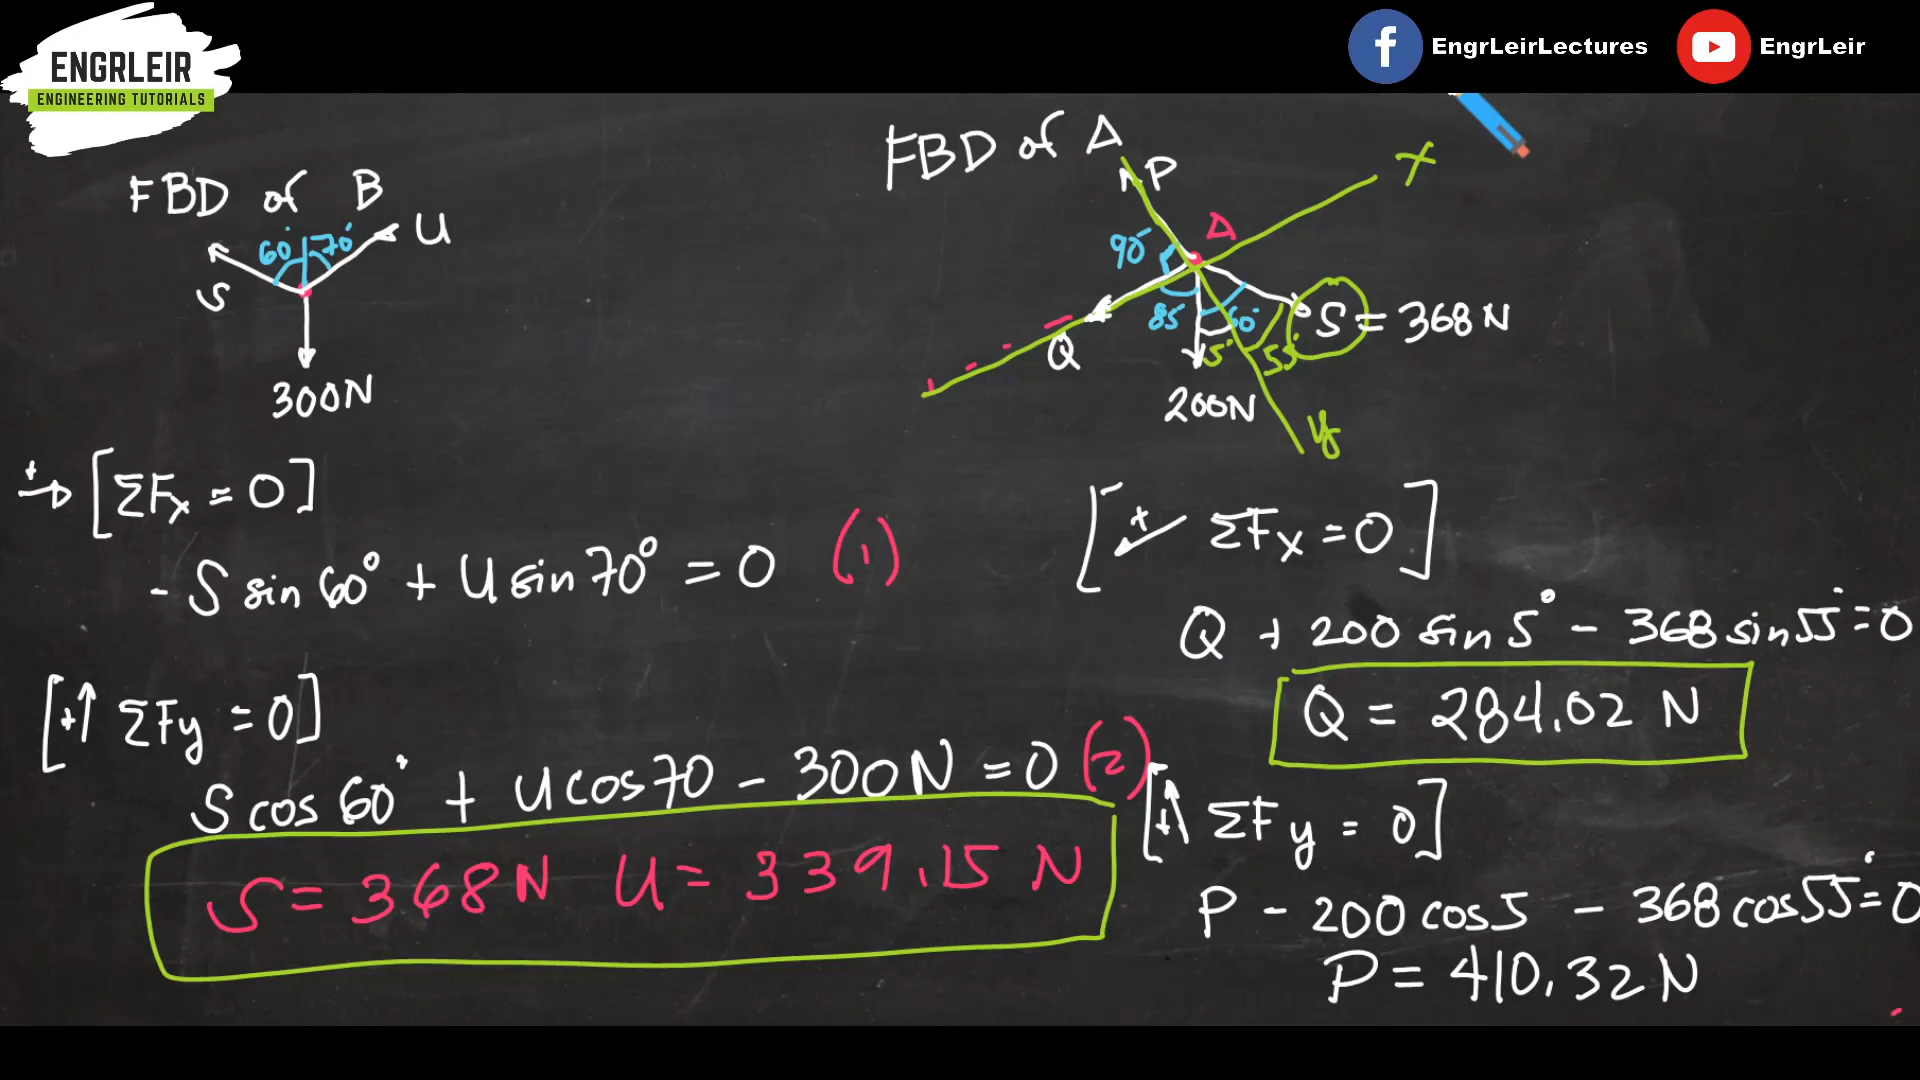 ENGRLEIR
ENGINEERING TUTORIALS
EngrLeirLectures
EngrLeir
FBD of B
60° 70°
U
S
300N
FBD of A
P
X
A
90°
85° 60°
S = 368 N
Q
5° 55°
200N
y
+→ [ΣFx = 0]
- S sin 60° + U sin 70° = 0 (1)
[+↑ ΣFy = 0]
S cos 60° + U cos 70 - 300N = 0 (2)
S = 368 N U = 339.15 N
[+↙ ΣFx = 0]
Q + 200 sin 5° - 368 sin 55° = 0
Q = 284.02 N
[+↑ ΣFy = 0]
P - 200 cos 5 - 368 cos 55° = 0
P = 410.32 N